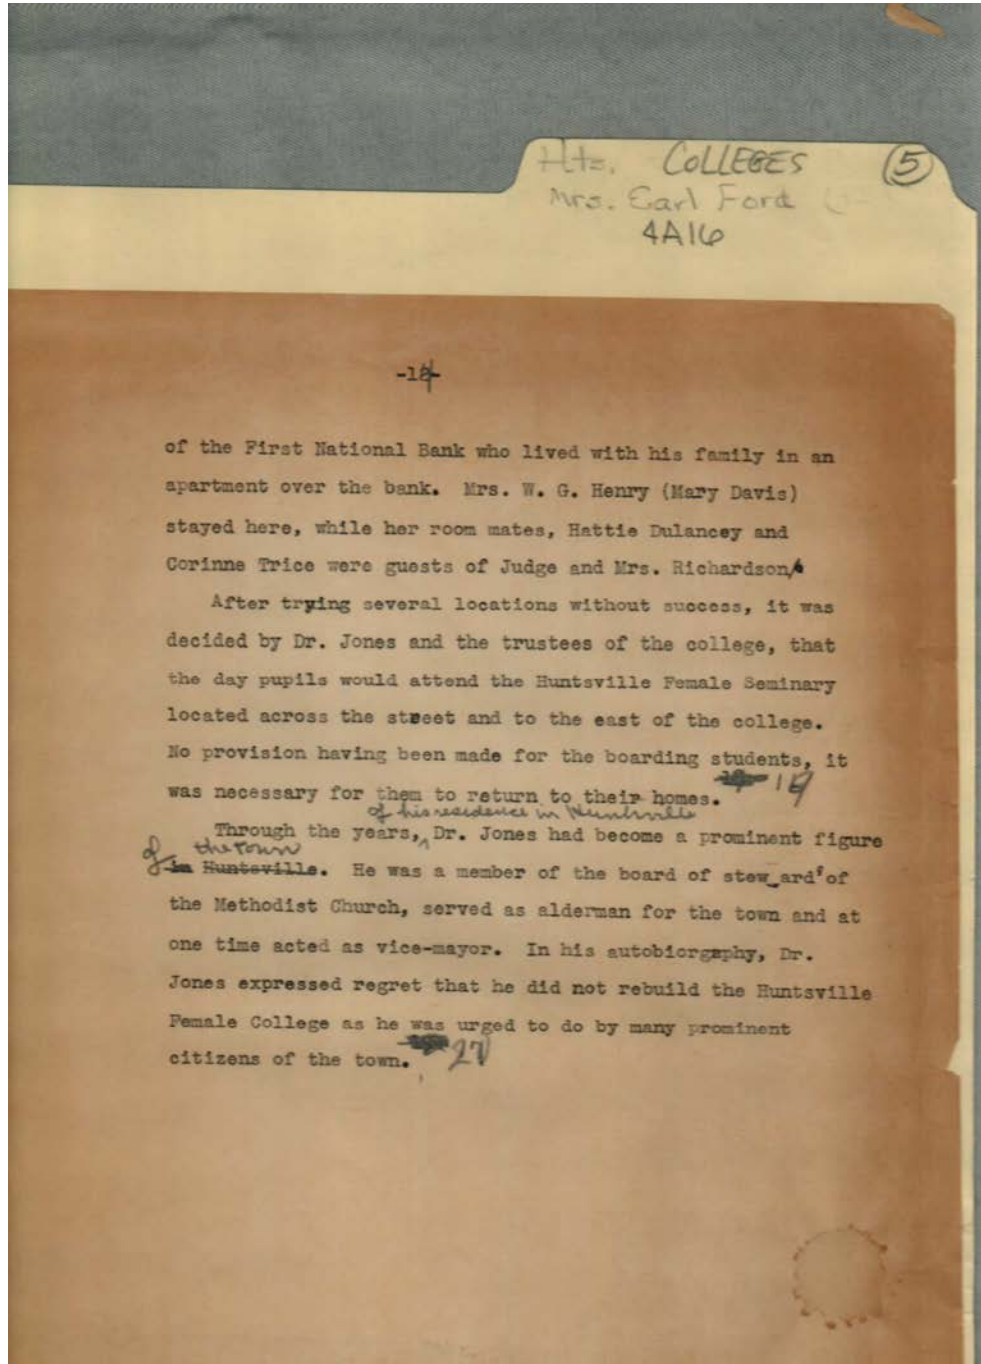 Hts. COLLEGES (5)
Mrs. Earl Ford
4A16
-14-
of the First National Bank who lived with his family in an
apartment over the bank. Mrs. W. G. Henry (Mary Davis)
stayed here, while her room mates, Hattie Dulancey and
Corinne Trice were guests of Judge and Mrs. Richardson.
After trying several locations without success, it was
decided by Dr. Jones and the trustees of the college, that
the day pupils would attend the Huntsville Female Seminary
located across the street and to the east of the college.
No provision having been made for the boarding students, it
was necessary for them to return to their homes. 19
of his residence in Huntsville
Through the years, Dr. Jones had become a prominent figure
of the town
in Huntsville. He was a member of the board of stew_ard's of
the Methodist Church, served as alderman for the town and at
one time acted as vice-mayor. In his autobiorgaphy, Dr.
Jones expressed regret that he did not rebuild the Huntsville
Female College as he was urged to do by many prominent
citizens of the town. 27